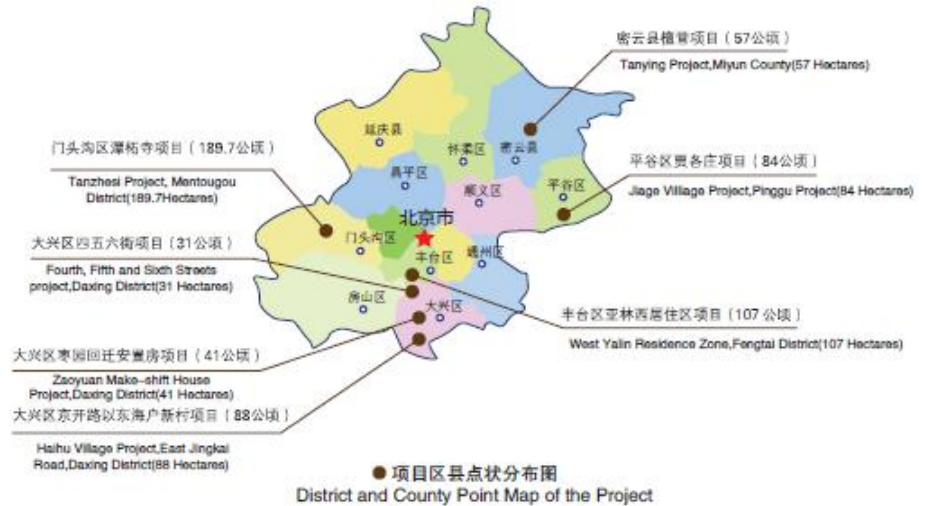 密云县檀营项目（57公顷）
Tanying Project,Miyun County(57 Hectares)
延庆县
怀柔区
密云县
门头沟区潭柘寺项目（189.7公顷）
Tanzhesi Project, Mentougou
District(189.7Hectares)
平谷区贾各庄项目（84公顷）
Jiage Villiage Project,Pinggu Project(84 Hectares)
昌平区
顺义区
平谷区
北京市
大兴区四五六街项目（31公顷）
Fourth, Fifth and Sixth Streets
project,Daxing District(31 Hectares)
门头沟区
丰台区
通州区
房山区
大兴区
丰台区亚林西居住区项目（107公顷）
West Yalin Residence Zone,Fengtai District(107 Hectares)
大兴区枣园回迁安置房项目（41公顷）
Zaoyuan Make-shift House
Project,Daxing District(41 Hectares)
大兴区京开路以东海户新村项目（88公顷）
Haihu Village Project,East Jingkai
Road,Daxing District(88 Hectares)
项目区县点状分布图
District and County Point Map of the Project